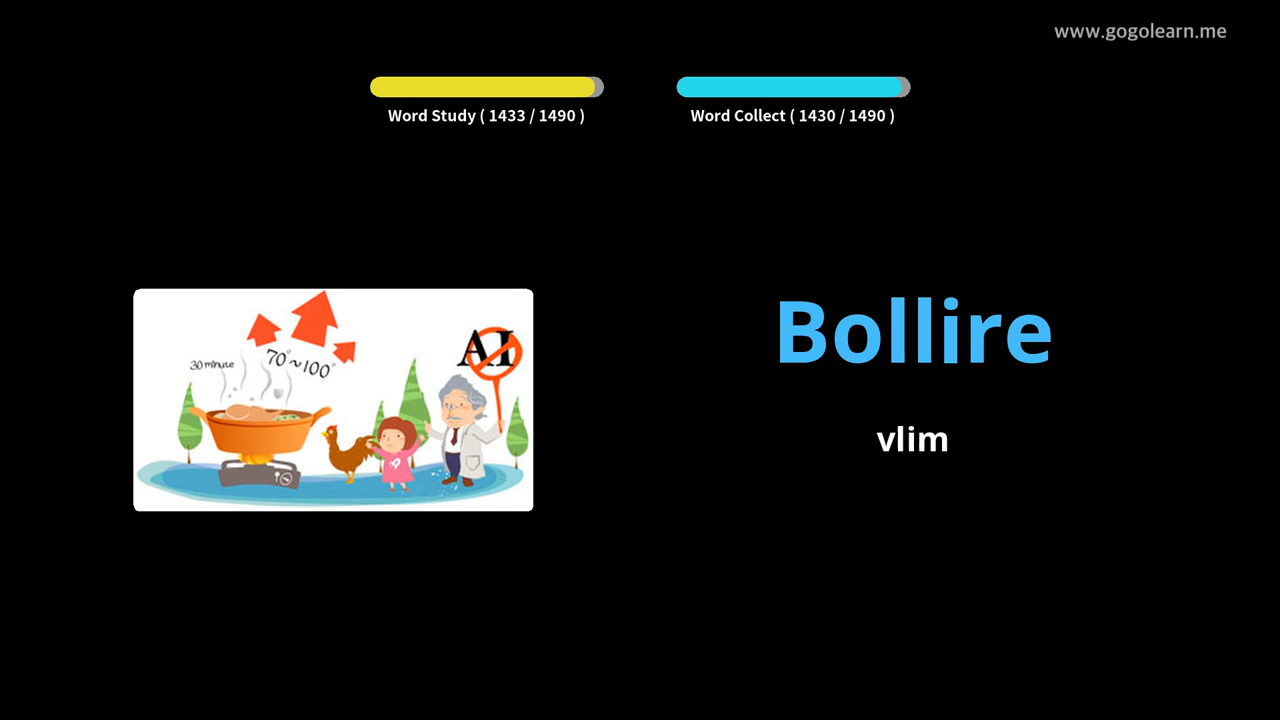 www.gogolearn.me
Word Study ( 1433 / 1490 )
Word Collect ( 1430 / 1490 )
30 minute
70°~100°
AI
Bollire
vlim